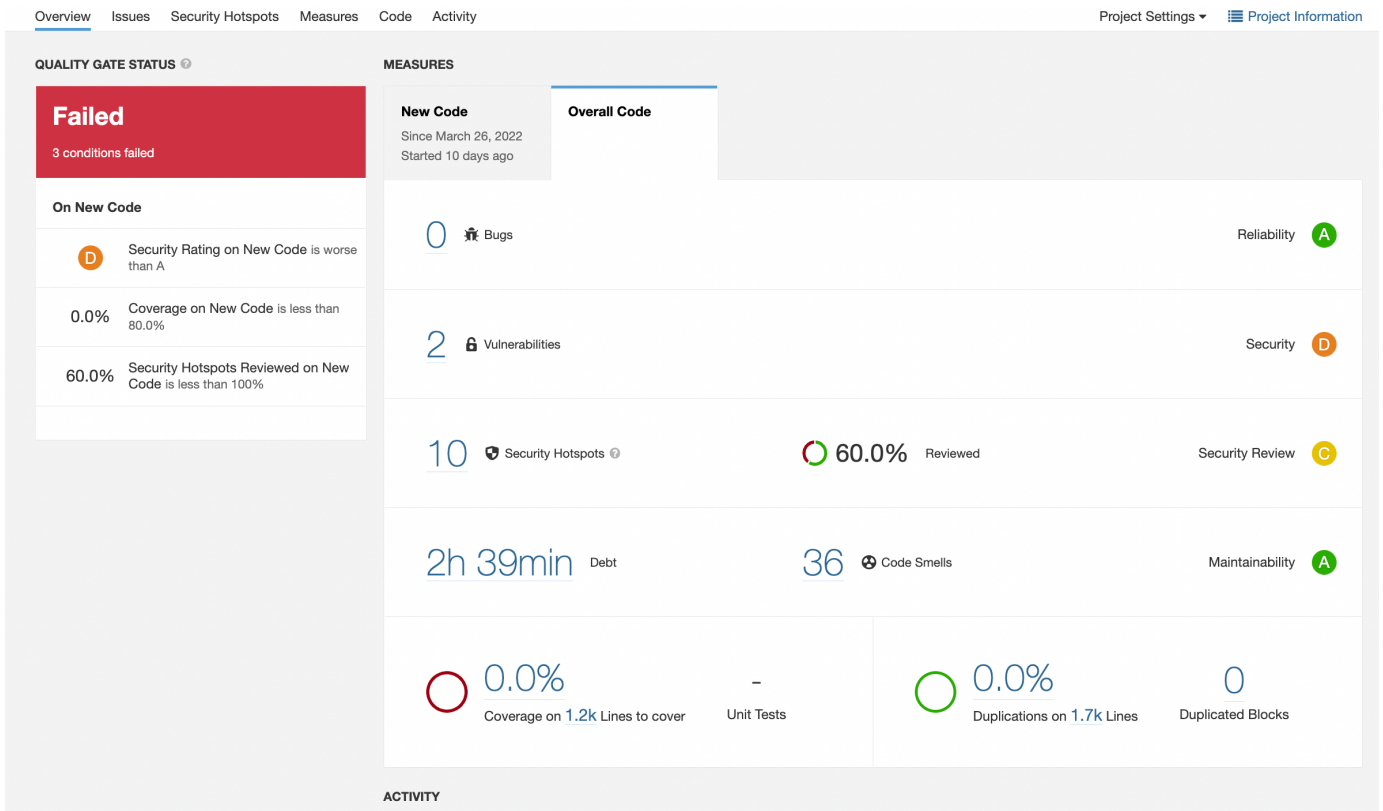 Overview Issues Security Hotspots Measures Code Activity Project Settings Project Information
QUALITY GATE STATUS ?
Failed
3 conditions failed
On New Code
D Security Rating on New Code is worse
than A
0.0% Coverage on New Code is less than
80.0%
60.0% Security Hotspots Reviewed on New
Code is less than 100%
MEASURES
New Code
Since March 26, 2022
Started 10 days ago
Overall Code
0 Bugs Reliability A
2 Vulnerabilities Security D
10 Security Hotspots ? 60.0% Reviewed Security Review C
2h 39min Debt 36 Code Smells Maintainability A
0.0%
Coverage on 1.2k Lines to cover
–
Unit Tests
0.0%
Duplications on 1.7k Lines
0
Duplicated Blocks
ACTIVITY